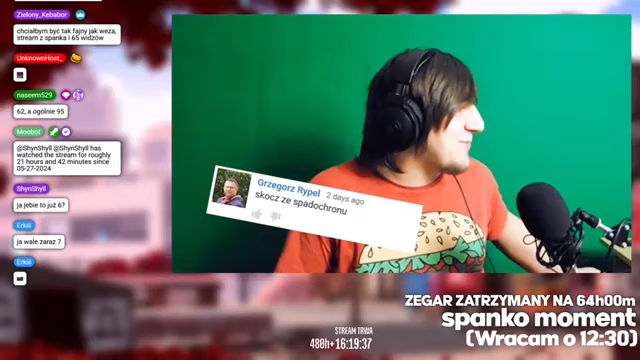 Zielony_Kebabor
chciałbym być tak fajny jak weza,
stream z spanka i 65 widzów
UnknownHost_
naseem529
62, a ogólnie 95
Moobot
@ShynShyll @ShynShyll has
watched the stream for roughly
21 hours and 42 minutes since
05-27-2024
ShynShyll
ja jebie to już 6?
Erkiii
ja wale zaraz 7
Erkiii
Grzegorz Rypel 2 days ago
skocz ze spadochronu
ZEGAR ZATRZYMANY NA 64h00m
spanko moment
(Wracam o 12:30)
STREAM TRWA
480h+16:19:37